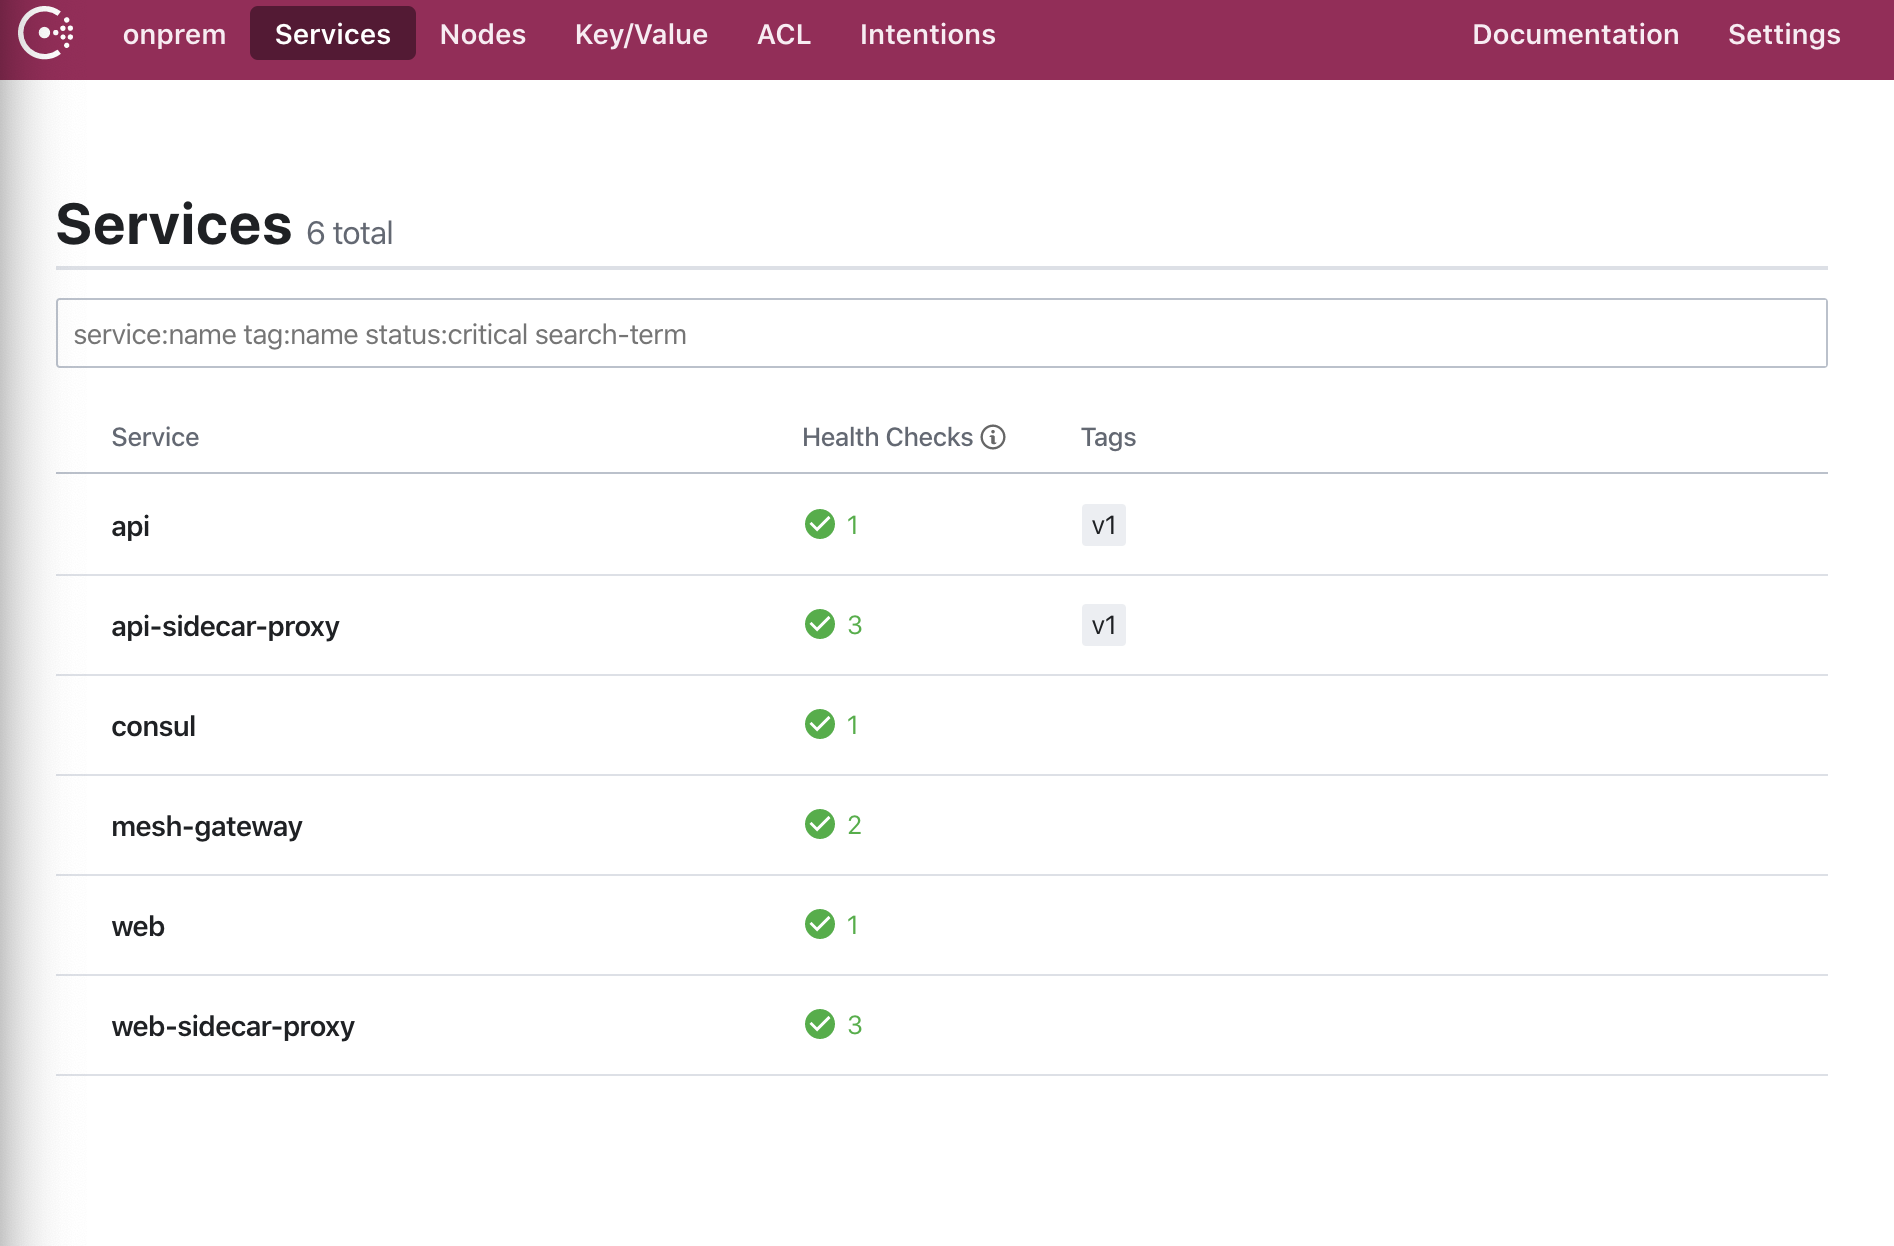 onprem Services Nodes Key/Value ACL Intentions Documentation Settings
Services 6 total
service:name tag:name status:critical search-term
Service Health Checks Tags
api 1 v1
api-sidecar-proxy 3 v1
consul 1
mesh-gateway 2
web 1
web-sidecar-proxy 3